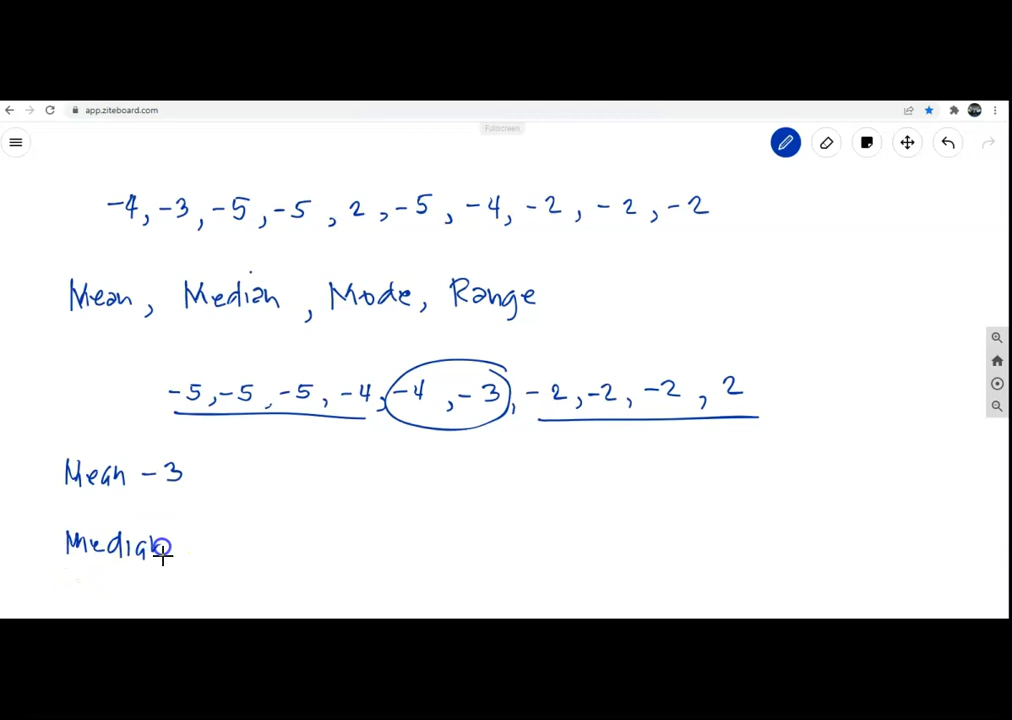 app.ziteboard.com
Fullscreen
-4, -3, -5, -5, 2, -5, -4, -2, -2, -2
Mean, Median, Mode, Range
-5, -5, -5, -4, -4, -3, -2, -2, -2, 2
Mean -3
Median